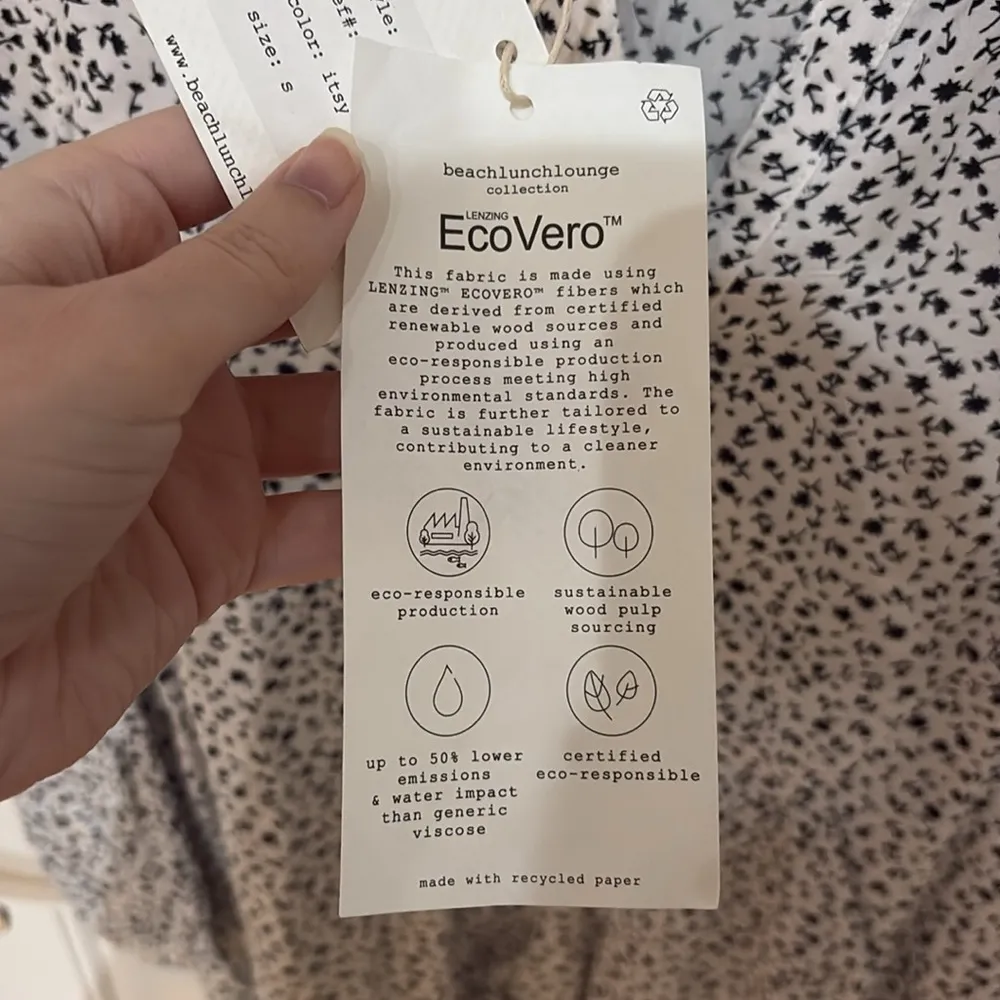 yle:
ef#:
color: itsy
size: s
www.beachlunchl
beachlunchlounge
collection
LENZING
EcoVero™
This fabric is made using
LENZING™ ECOVERO™ fibers which
are derived from certified
renewable wood sources and
produced using an
eco-responsible production
process meeting high
environmental standards. The
fabric is further tailored to
a sustainable lifestyle,
contributing to a cleaner
environment.
eco-responsible
production
sustainable
wood pulp
sourcing
up to 50% lower
emissions
& water impact
than generic
viscose
certified
eco-responsible
made with recycled paper